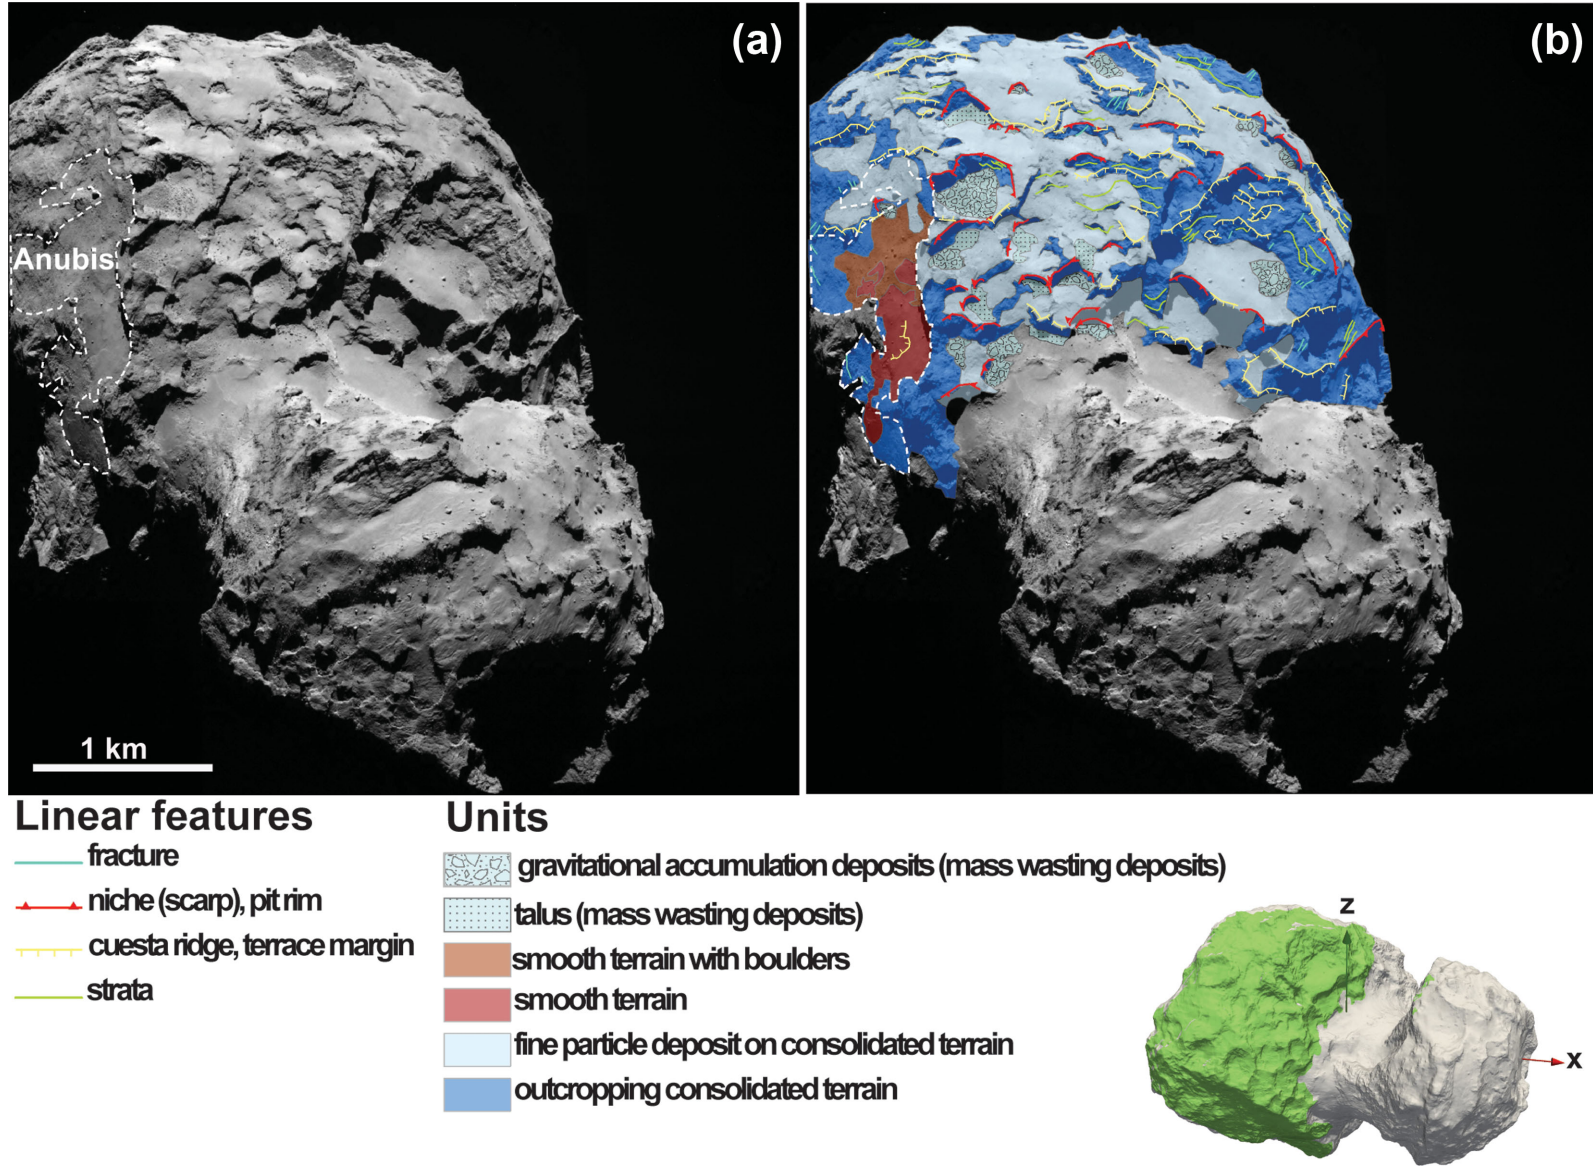 (a)
(b)
Anubis
1 km
Linear features
fracture
niche (scarp), pit rim
cuesta ridge, terrace margin
strata
Units
gravitational accumulation deposits (mass wasting deposits)
talus (mass wasting deposits)
smooth terrain with boulders
smooth terrain
fine particle deposit on consolidated terrain
outcropping consolidated terrain
z
x